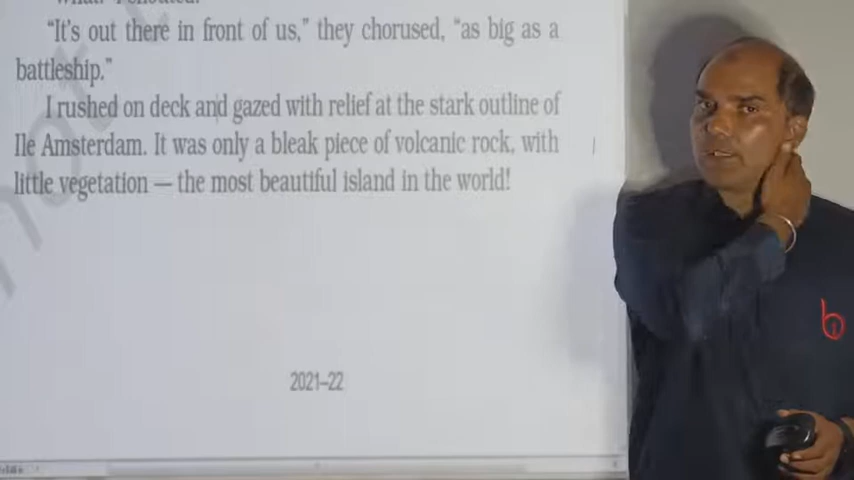 "It's out there in front of us," they chorused, "as big as a
battleship."
I rushed on deck and gazed with relief at the stark outline of
Ile Amsterdam. It was only a bleak piece of volcanic rock, with
little vegetation — the most beautiful island in the world!
2021–22